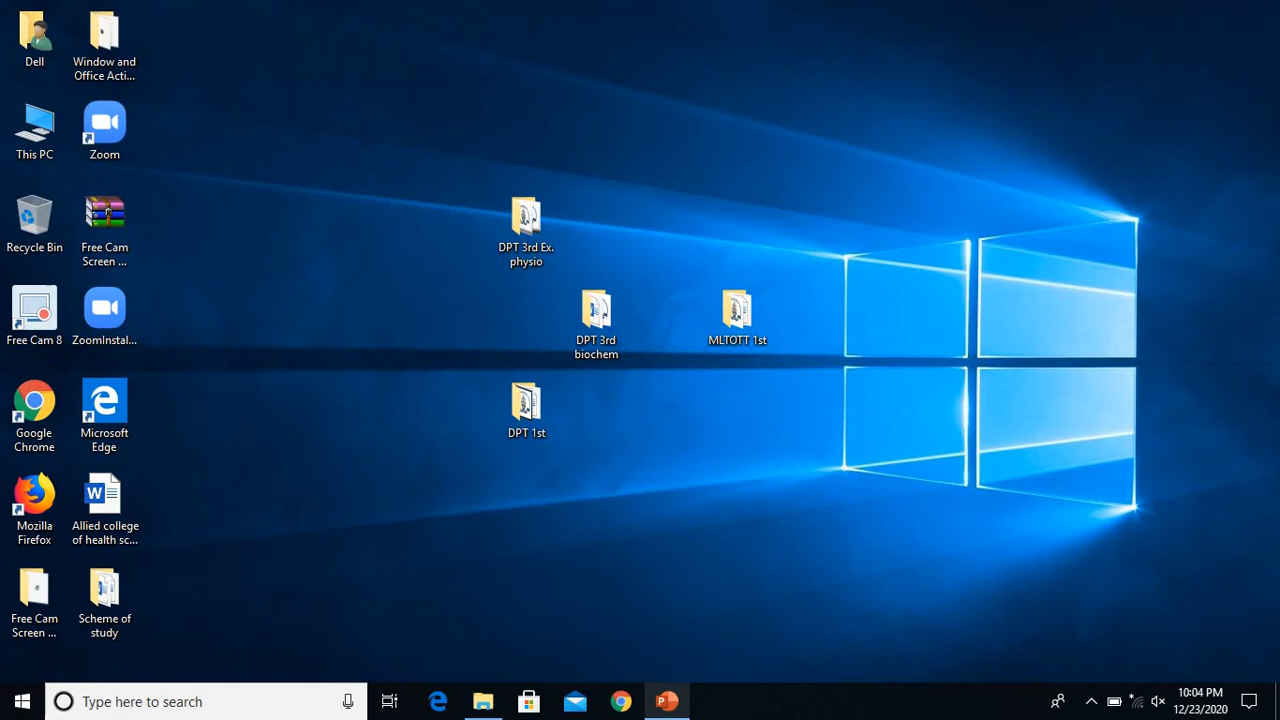 Dell
Window and
Office Acti...
This PC
Zoom
Recycle Bin
Free Cam
Screen ...
Free Cam 8
ZoomInstal...
Google
Chrome
Microsoft
Edge
Mozilla
Firefox
Allied college
of health sc...
Free Cam
Screen ...
Scheme of
study
DPT 3rd Ex.
physio
DPT 3rd
biochem
MLTOTT 1st
DPT 1st
Type here to search
10:04 PM
12/23/2020